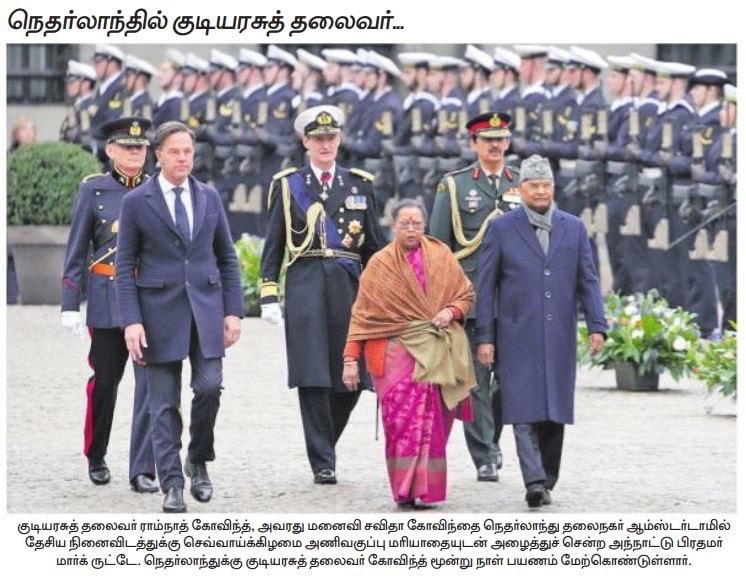 நெதர்லாந்தில் குடியரசுத் தலைவர்...
குடியரசுத் தலைவர் ராம்நாத் கோவிந்த், அவரது மனைவி சவிதா கோவிந்தை நெதர்லாந்து தலைநகர் ஆம்ஸ்டர்டாமில்
தேசிய நினைவிடத்துக்கு செவ்வாய்க்கிழமை அணிவகுப்பு மரியாதையுடன் அழைத்துச் சென்ற அந்நாட்டு பிரதமர்
மார்க் ருட்டே. நெதர்லாந்துக்கு குடியரசுத் தலைவர் கோவிந்த் மூன்று நாள் பயணம் மேற்கொண்டுள்ளார்.